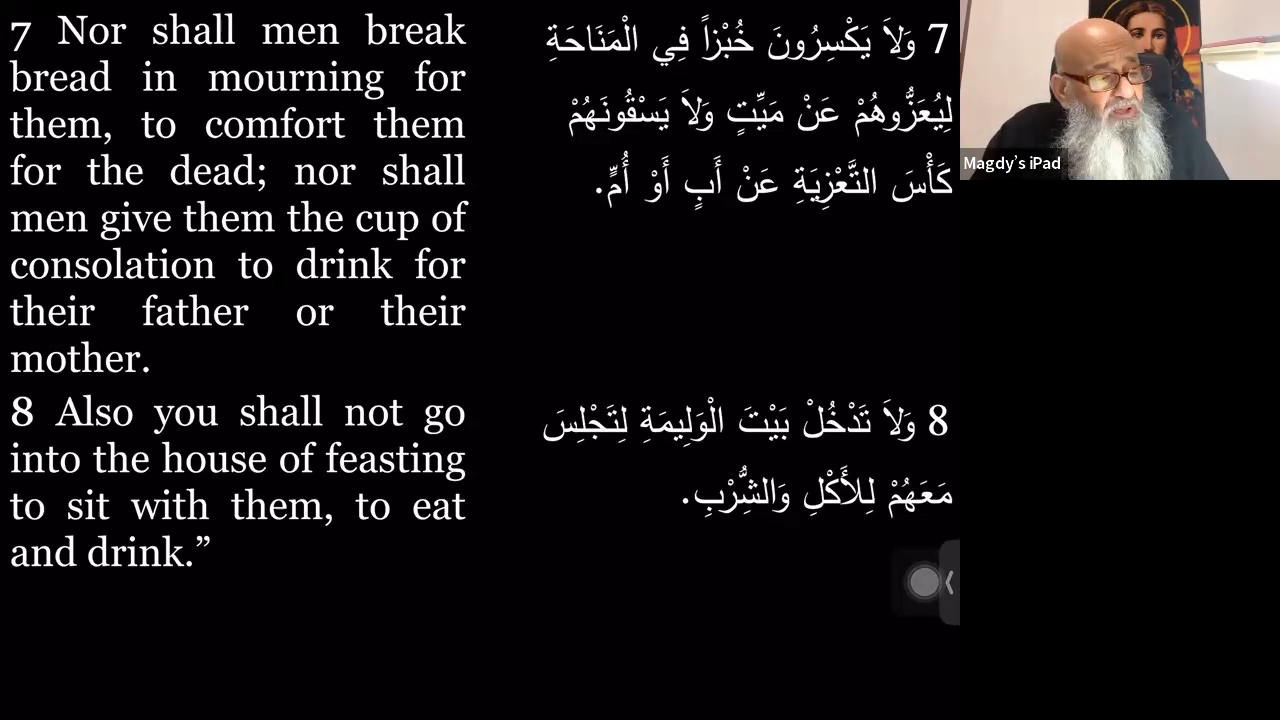 7 Nor shall men break
bread in mourning for
them, to comfort them
for the dead; nor shall
men give them the cup of
consolation to drink for
their father or their
mother.
8 Also you shall not go
into the house of feasting
to sit with them, to eat
and drink.”
7 وَلاَ يَكْسِرُونَ خُبْزاً فِي الْمَنَاحَةِ
لِيُعَزُّوهُمْ عَنْ مَيِّتٍ وَلاَ يَسْقُونَهُمْ
كَأْسَ التَّعْزِيَةِ عَنْ أَبٍ أَوْ أُمٍّ.
8 وَلاَ تَدْخُلْ بَيْتَ الْوَلِيمَةِ لِتَجْلِسَ
مَعَهُمْ لِلأَكْلِ وَالشُّرْبِ.
Magdy’s iPad